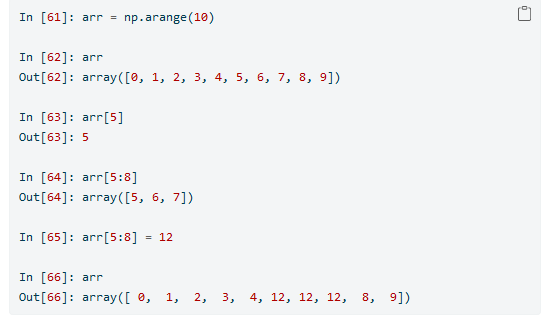 In [61]: arr = np.arange(10)
In [62]: arr
Out[62]: array([0, 1, 2, 3, 4, 5, 6, 7, 8, 9])
In [63]: arr[5]
Out[63]: 5
In [64]: arr[5:8]
Out[64]: array([5, 6, 7])
In [65]: arr[5:8] = 12
In [66]: arr
Out[66]: array([ 0,  1,  2,  3,  4, 12, 12, 12,  8,  9])